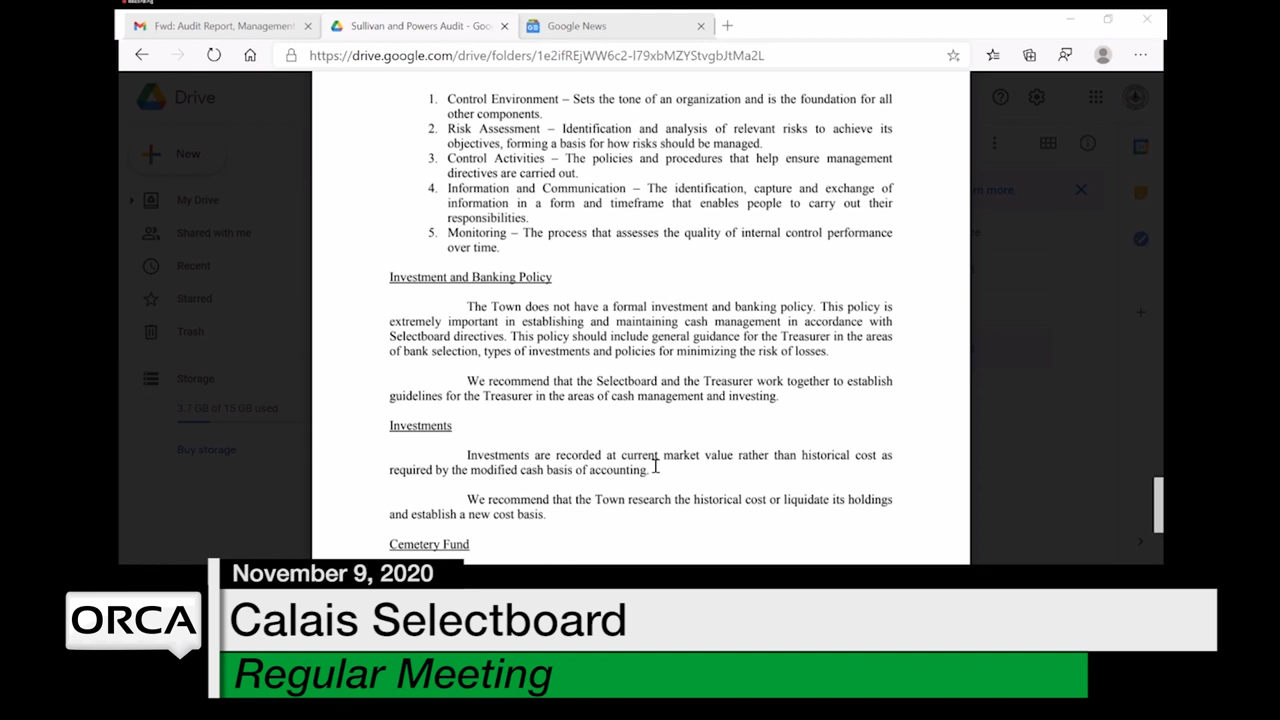 Recording
Fwd: Audit Report, Management
Sullivan and Powers Audit - Goo
Google News
https://drive.google.com/drive/folders/1e2ifREjWW6c2-l79xbMZYStvgbJtMa2L
Drive
New
My Drive
Shared with me
Recent
Starred
Trash
Storage
3.7 GB of 15 GB used
Buy storage
rn more
1. Control Environment – Sets the tone of an organization and is the foundation for all
other components.
2. Risk Assessment – Identification and analysis of relevant risks to achieve its
objectives, forming a basis for how risks should be managed.
3. Control Activities – The policies and procedures that help ensure management
directives are carried out.
4. Information and Communication – The identification, capture and exchange of
information in a form and timeframe that enables people to carry out their
responsibilities.
5. Monitoring – The process that assesses the quality of internal control performance
over time.
Investment and Banking Policy
The Town does not have a formal investment and banking policy. This policy is
extremely important in establishing and maintaining cash management in accordance with
Selectboard directives. This policy should include general guidance for the Treasurer in the areas
of bank selection, types of investments and policies for minimizing the risk of losses.
We recommend that the Selectboard and the Treasurer work together to establish
guidelines for the Treasurer in the areas of cash management and investing.
Investments
Investments are recorded at current market value rather than historical cost as
required by the modified cash basis of accounting.
We recommend that the Town research the historical cost or liquidate its holdings
and establish a new cost basis.
Cemetery Fund
November 9, 2020
ORCA
Calais Selectboard
Regular Meeting